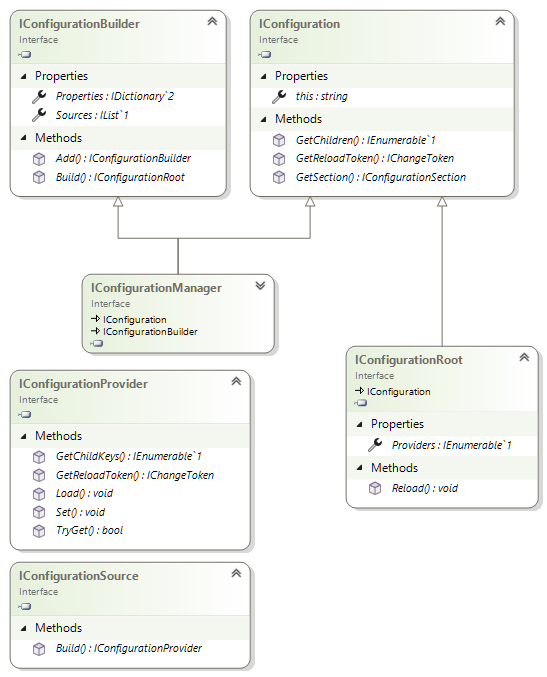 IConfigurationBuilder
Interface
Properties
Properties : IDictionary`2
Sources : IList`1
Methods
Add() : IConfigurationBuilder
Build() : IConfigurationRoot
IConfiguration
Interface
Properties
this : string
Methods
GetChildren() : IEnumerable`1
GetReloadToken() : IChangeToken
GetSection() : IConfigurationSection
IConfigurationManager
Interface
IConfiguration
IConfigurationBuilder
IConfigurationRoot
Interface
IConfiguration
Properties
Providers : IEnumerable`1
Methods
Reload() : void
IConfigurationProvider
Interface
Methods
GetChildKeys() : IEnumerable`1
GetReloadToken() : IChangeToken
Load() : void
Set() : void
TryGet() : bool
IConfigurationSource
Interface
Methods
Build() : IConfigurationProvider